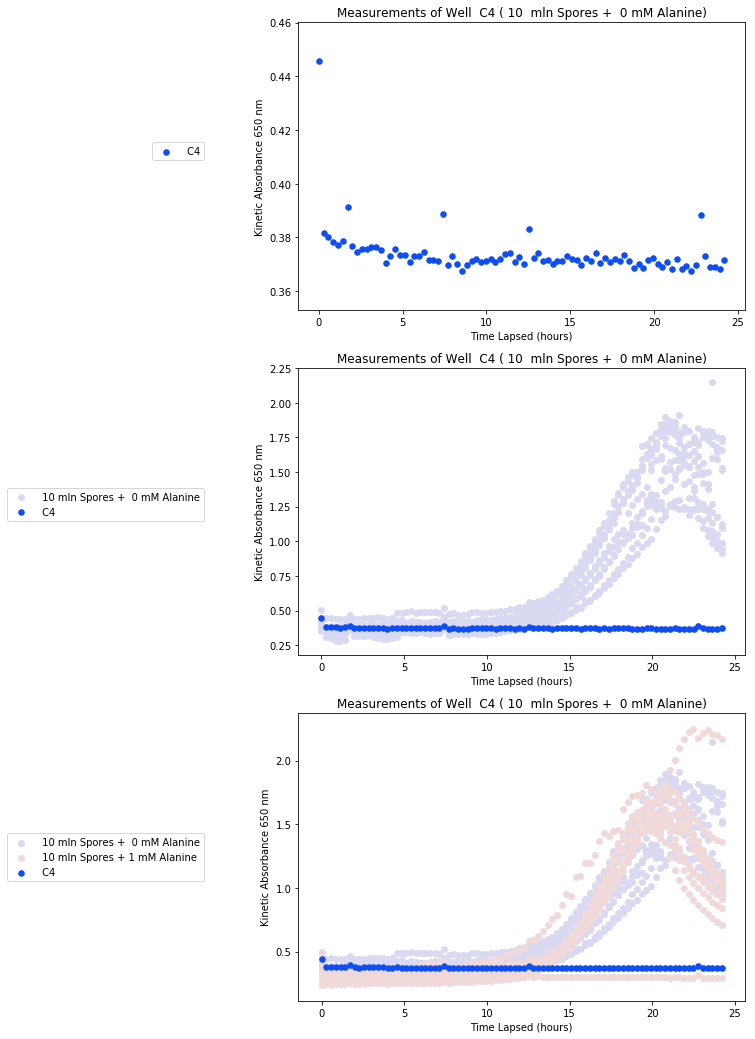 Measurements of Well  C4 ( 10  mln Spores +  0 mM Alanine)
0.46
0.44
0.42
0.40
0.38
0.36
Kinetic Absorbance 650 nm
C4
0
5
10
15
20
25
Time Lapsed (hours)
Measurements of Well  C4 ( 10  mln Spores +  0 mM Alanine)
2.25
2.00
1.75
1.50
1.25
1.00
0.75
0.50
0.25
Kinetic Absorbance 650 nm
10 mln Spores +  0 mM Alanine
C4
0
5
10
15
20
25
Time Lapsed (hours)
Measurements of Well  C4 ( 10  mln Spores +  0 mM Alanine)
2.0
1.5
1.0
0.5
Kinetic Absorbance 650 nm
10 mln Spores +  0 mM Alanine
10 mln Spores + 1 mM Alanine
C4
0
5
10
15
20
25
Time Lapsed (hours)